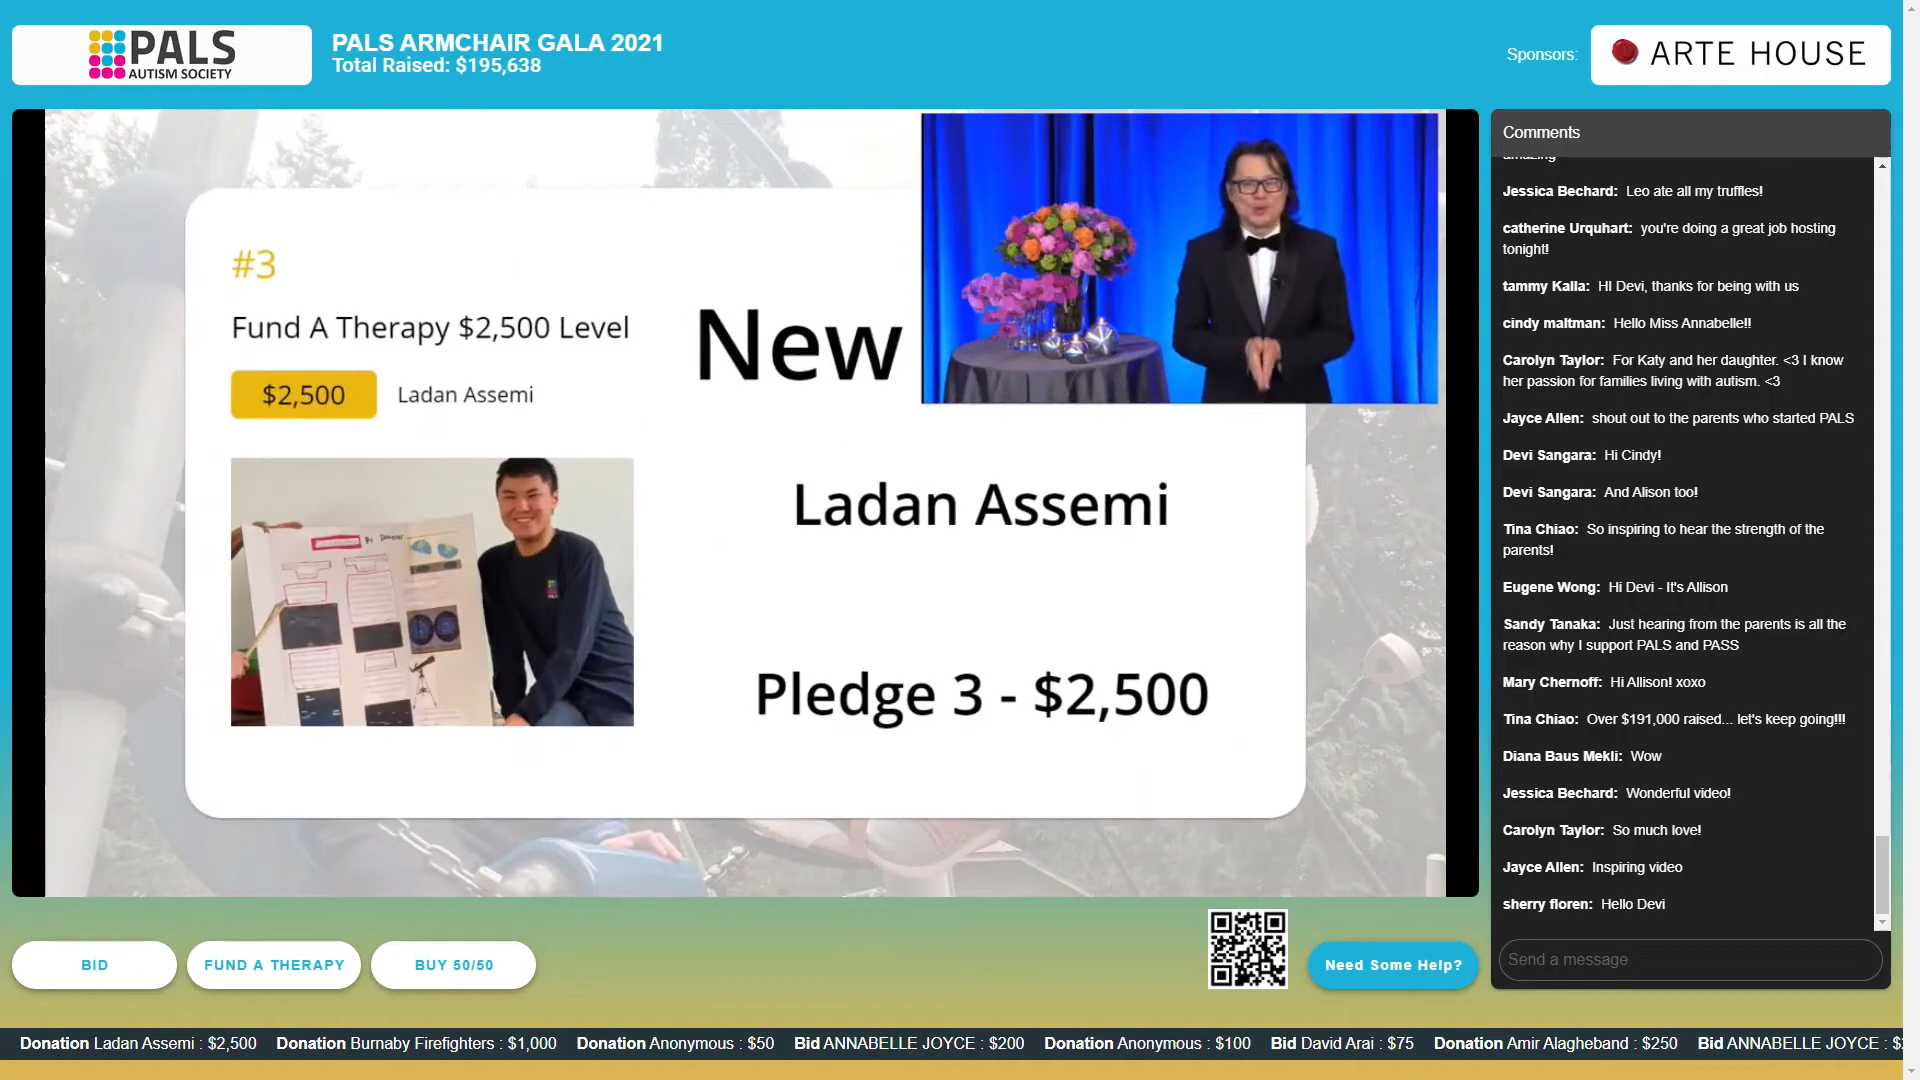 PALS
AUTISM SOCIETY
PALS ARMCHAIR GALA 2021
Total Raised: $195,638
Sponsors:
ARTE HOUSE
#3
Fund A Therapy $2,500 Level
$2,500
Ladan Assemi
New
Ladan Assemi
Pledge 3 - $2,500
Comments
amazing
Jessica Bechard: Leo ate all my truffles!
catherine Urquhart: you're doing a great job hosting
tonight!
tammy Kalla: HI Devi, thanks for being with us
cindy maltman: Hello Miss Annabelle!!
Carolyn Taylor: For Katy and her daughter. <3 I know
her passion for families living with autism. <3
Jayce Allen: shout out to the parents who started PALS
Devi Sangara: Hi Cindy!
Devi Sangara: And Alison too!
Tina Chiao: So inspiring to hear the strength of the
parents!
Eugene Wong: Hi Devi - It's Allison
Sandy Tanaka: Just hearing from the parents is all the
reason why I support PALS and PASS
Mary Chernoff: Hi Allison! xoxo
Tina Chiao: Over $191,000 raised... let's keep going!!!
Diana Baus Mekli: Wow
Jessica Bechard: Wonderful video!
Carolyn Taylor: So much love!
Jayce Allen: Inspiring video
sherry floren: Hello Devi
Send a message
BID
FUND A THERAPY
BUY 50/50
Need Some Help?
Donation Ladan Assemi : $2,500 Donation Burnaby Firefighters : $1,000 Donation Anonymous : $50 Bid ANNABELLE JOYCE : $200 Donation Anonymous : $100 Bid David Arai : $75 Donation Amir Alagheband : $250 Bid ANNABELLE JOYCE :